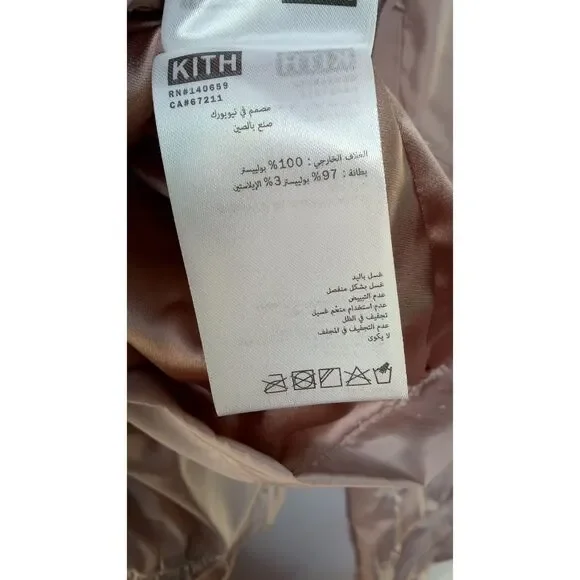 KITH
RN#140659
CA#67211
مصمم في نيويورك
صنع بالصين
الغلاف الخارجي: 100% بوليستر
بطانة: 97% بوليستر 3% الإيلاستين
غسل باليد
غسل بشكل منفصل
عدم التبييض
عدم استخدام منعّم غسيل
تجفيف في الظل
عدم التجفيف في المجفف
لا يكوى